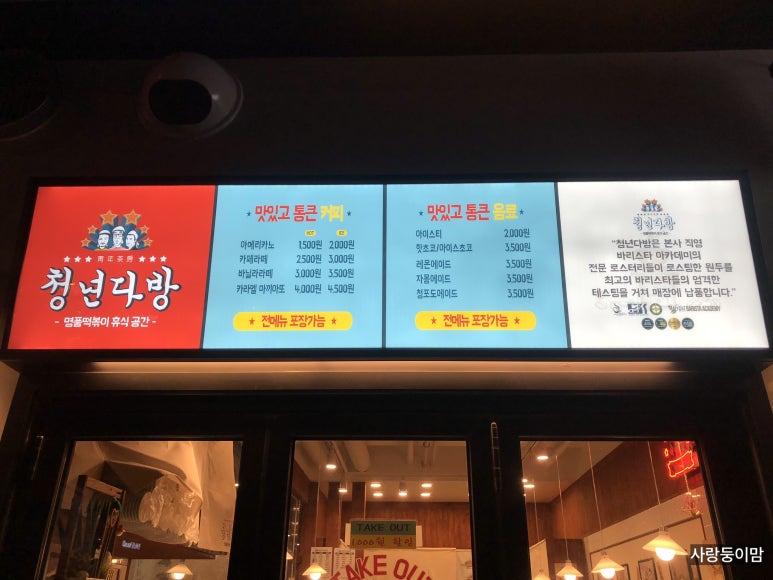 靑年茶房
청년다방
- 명품떡볶이 휴식 공간 -
맛있고 통큰 커피
HOT ICE
아메리카노 1,500원 2,000원
카페라떼 2,500원 3,000원
바닐라라떼 3,000원 3,500원
카라멜 마끼아또 4,000원 4,500원
전메뉴 포장가능
맛있고 통큰 음료
아이스티 2,000원
핫초코/아이스초코 3,500원
레몬에이드 3,500원
자몽에이드 3,500원
청포도에이드 3,500원
전메뉴 포장가능
청년다방
"청년다방은 본사 직영
바리스타 아카데미의
전문 로스터리들이 로스팅한 원두를
최고의 바리스타들의 엄격한
테스팅을 거쳐 매장에 납품합니다."
BARISTA ACADEMY
TAKE OUT
1,000원 할인
TAKE OU
사랑둥이맘